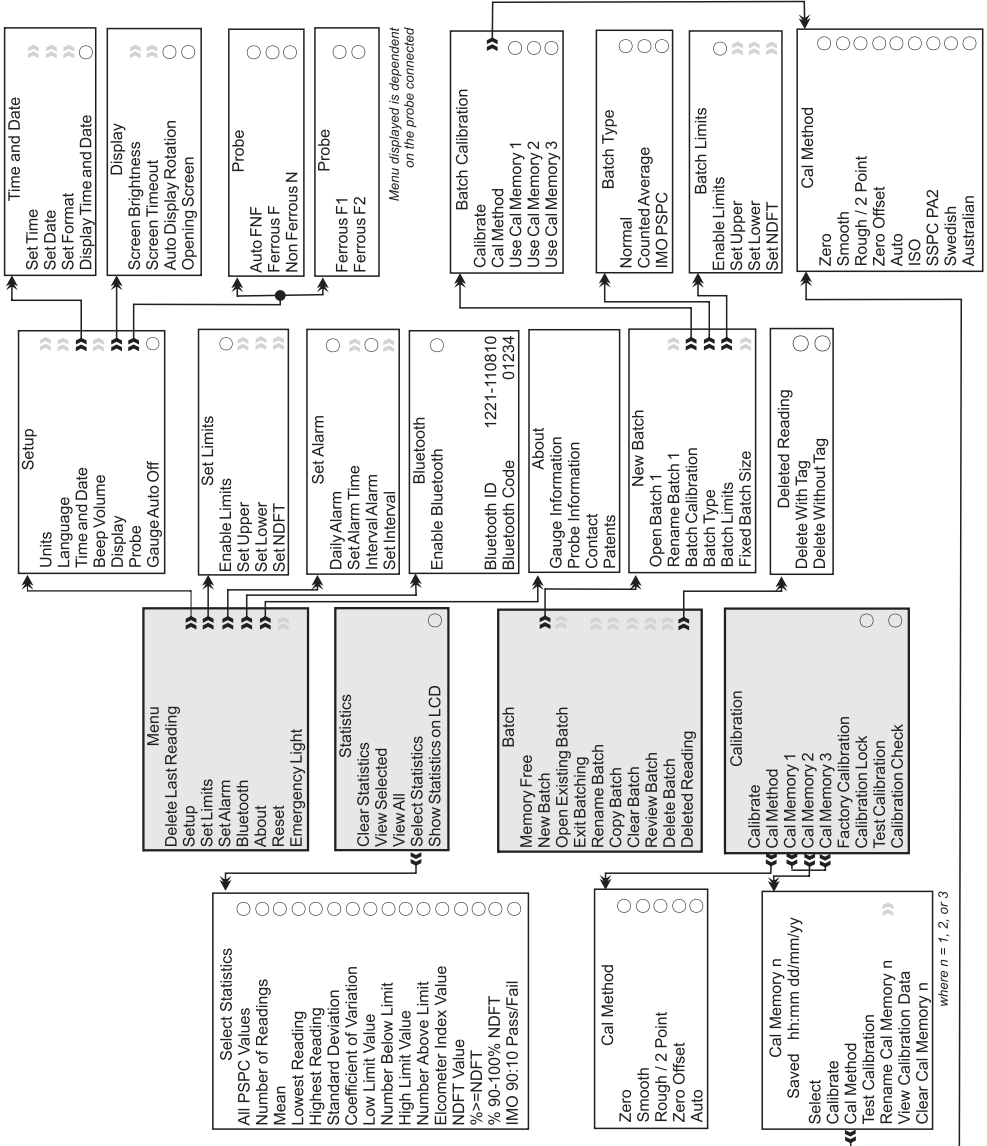 Time and Date
Set Time
Set Date
Set Format
Display Time and Date
Display
Screen Brightness
Screen Timeout
Auto Display Rotation
Opening Screen
Probe
Auto FNF
Ferrous F
Non Ferrous N
Probe
Ferrous F1
Ferrous F2
Menu displayed is dependent
on the probe connected
Batch Calibration
Calibrate
Cal Method
Use Cal Memory 1
Use Cal Memory 2
Use Cal Memory 3
Batch Type
Normal
Counted Average
IMO PSPC
Batch Limits
Enable Limits
Set Upper
Set Lower
Set NDFT
Cal Method
Zero
Smooth
Rough / 2 Point
Zero Offset
Auto
ISO
SSPC PA2
Swedish
Australian
Setup
Units
Language
Time and Date
Beep Volume
Display
Probe
Gauge Auto Off
Set Limits
Enable Limits
Set Upper
Set Lower
Set NDFT
Set Alarm
Daily Alarm
Set Alarm Time
Interval Alarm
Set Interval
Bluetooth
Enable Bluetooth
Bluetooth ID 1221-110810
Bluetooth Code 01234
About
Gauge Information
Probe Information
Contact
Patents
New Batch
Open Batch 1
Rename Batch 1
Batch Calibration
Batch Type
Batch Limits
Fixed Batch Size
Deleted Reading
Delete With Tag
Delete Without Tag
Menu
Delete Last Reading
Setup
Set Limits
Set Alarm
Bluetooth
About
Reset
Emergency Light
Statistics
Clear Statistics
View Selected
View All
Select Statistics
Show Statistics on LCD
Batch
Memory Free
New Batch
Open Existing Batch
Exit Batching
Rename Batch
Copy Batch
Clear Batch
Review Batch
Delete Batch
Deleted Reading
Calibration
Calibrate
Cal Method
Cal Memory 1
Cal Memory 2
Cal Memory 3
Factory Calibration
Calibration Lock
Test Calibration
Calibration Check
Select Statistics
All PSPC Values
Number of Readings
Mean
Lowest Reading
Highest Reading
Standard Deviation
Coefficient of Variation
Low Limit Value
Number Below Limit
High Limit Value
Number Above Limit
Elcometer Index Value
NDFT Value
%>=NDFT
% 90-100% NDFT
IMO 90:10 Pass/Fail
Cal Method
Zero
Smooth
Rough / 2 Point
Zero Offset
Auto
Cal Memory n
Saved hh:mm dd/mm/yy
Select
Calibrate
Cal Method
Test Calibration
Rename Cal Memory n
View Calibration Data
Clear Cal Memory n
where n = 1, 2, or 3